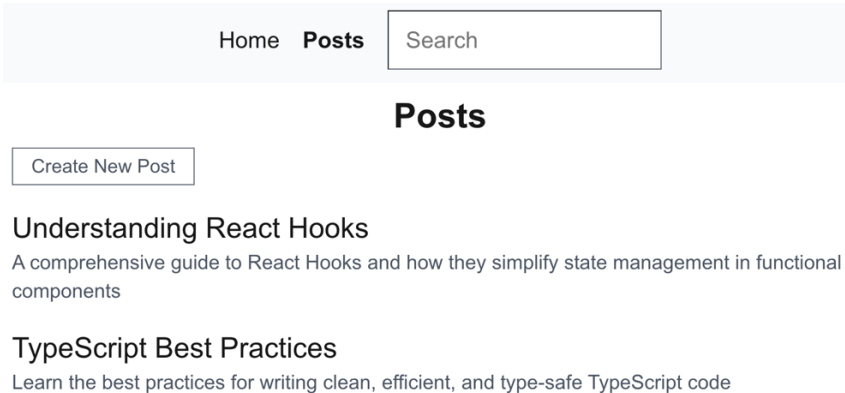 Home Posts Search
Posts
Create New Post
Understanding React Hooks
A comprehensive guide to React Hooks and how they simplify state management in functional
components
TypeScript Best Practices
Learn the best practices for writing clean, efficient, and type-safe TypeScript code